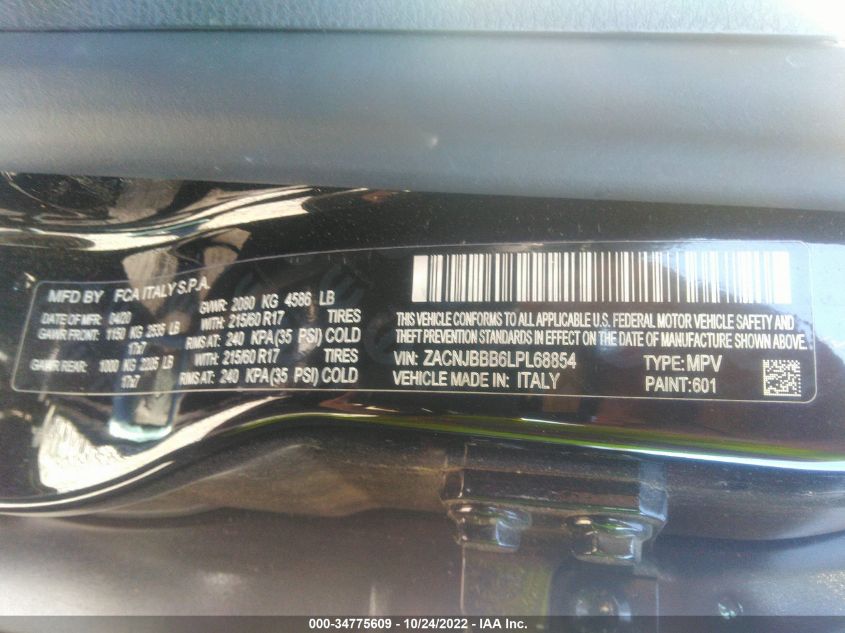 MFD BY FCA ITALY S.P.A.
DATE OF MFR: 04/20 GVWR: 2080 KG 4586 LB
GAWR FRONT: 1150 KG 2535 LB WITH: 215/60 R17 TIRES
17x7 RIMS AT: 240 KPA(35 PSI) COLD
GAWR REAR: 1000 KG 2205 LB WITH: 215/60 R17 TIRES
17x7 RIMS AT: 240 KPA(35 PSI) COLD
THIS VEHICLE CONFORMS TO ALL APPLICABLE U.S. FEDERAL MOTOR VEHICLE SAFETY AND
THEFT PREVENTION STANDARDS IN EFFECT ON THE DATE OF MANUFACTURE SHOWN ABOVE.
VIN: ZACNJBBB6LPL68854 TYPE: MPV
VEHICLE MADE IN: ITALY PAINT: 601
000-34775609 - 10/24/2022 - IAA Inc.